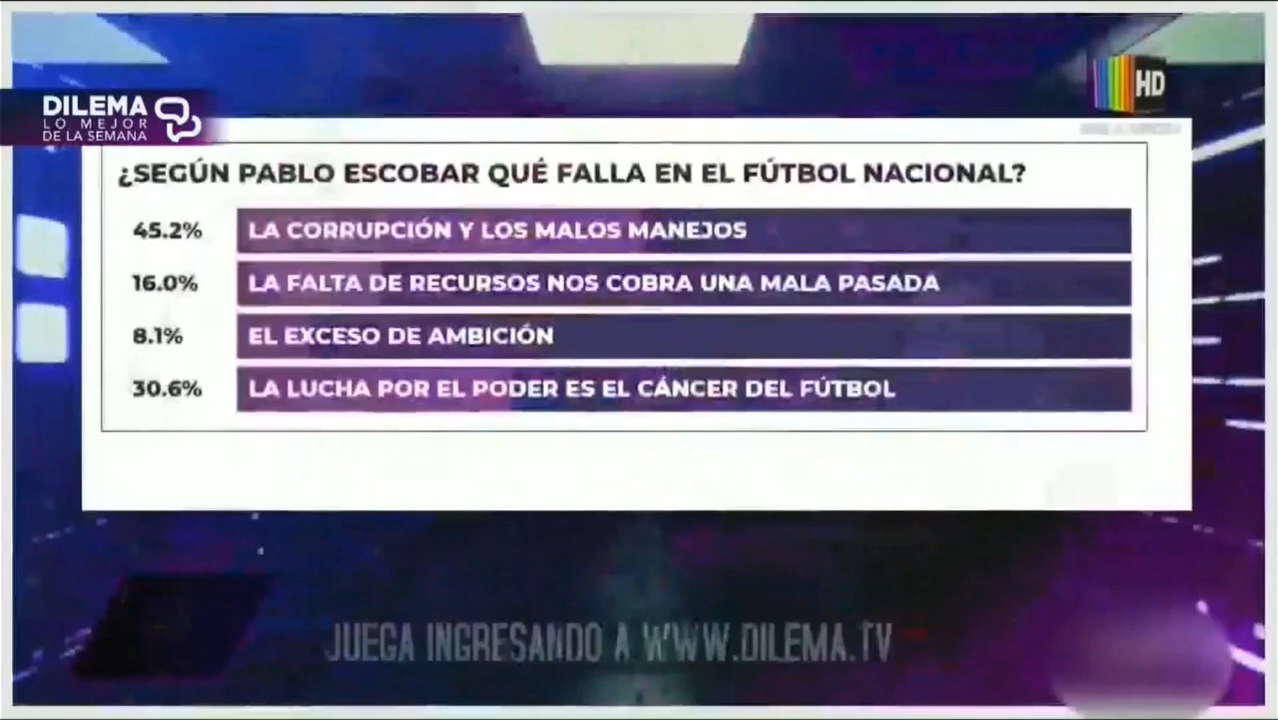 DILEMA
LO MEJOR
DE LA SEMANA
HD
¿SEGÚN PABLO ESCOBAR QUÉ FALLA EN EL FÚTBOL NACIONAL?
45.2% LA CORRUPCIÓN Y LOS MALOS MANEJOS
16.0% LA FALTA DE RECURSOS NOS COBRA UNA MALA PASADA
8.1% EL EXCESO DE AMBICIÓN
30.6% LA LUCHA POR EL PODER ES EL CÁNCER DEL FÚTBOL
JUEGA INGRESANDO A WWW.DILEMA.TV